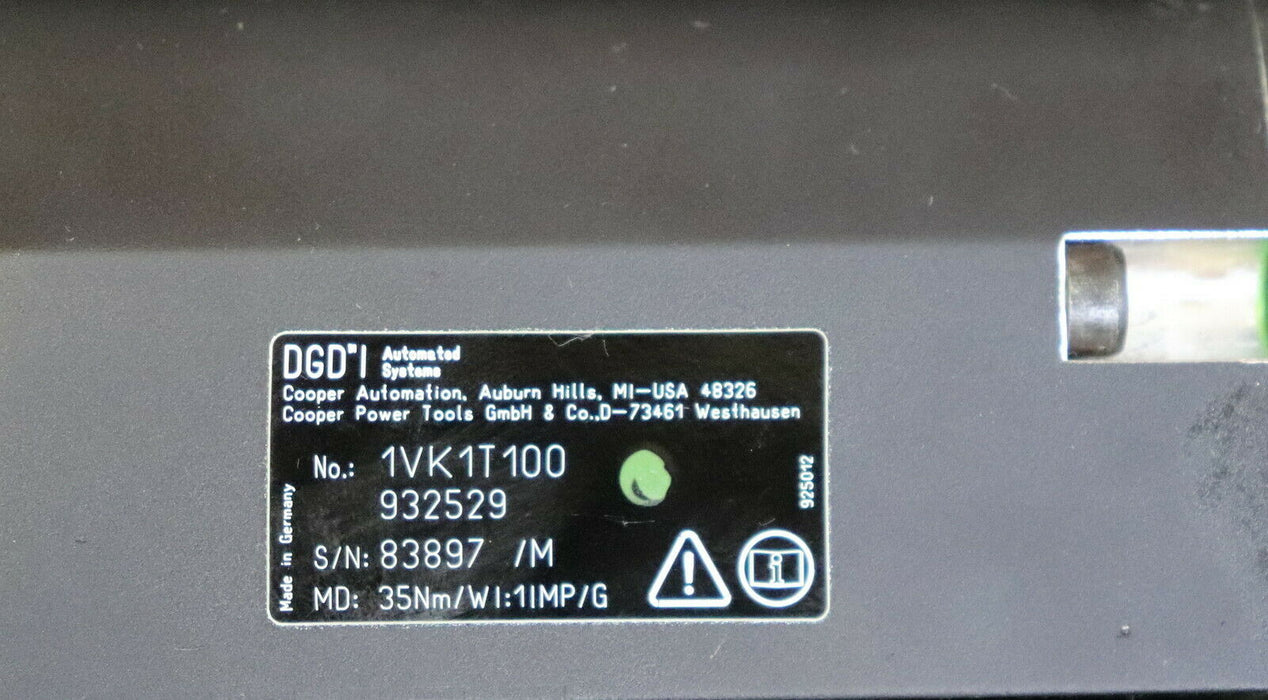 DGD"I Automated
Systems
Cooper Automation, Auburn Hills, MI-USA 48326
Cooper Power Tools GmbH & Co.,D-73461 Westhausen
No.: 1VK1T100
932529
S/N: 83897 /M
MD: 35Nm/WI:1IMP/G
Made in Germany
925012